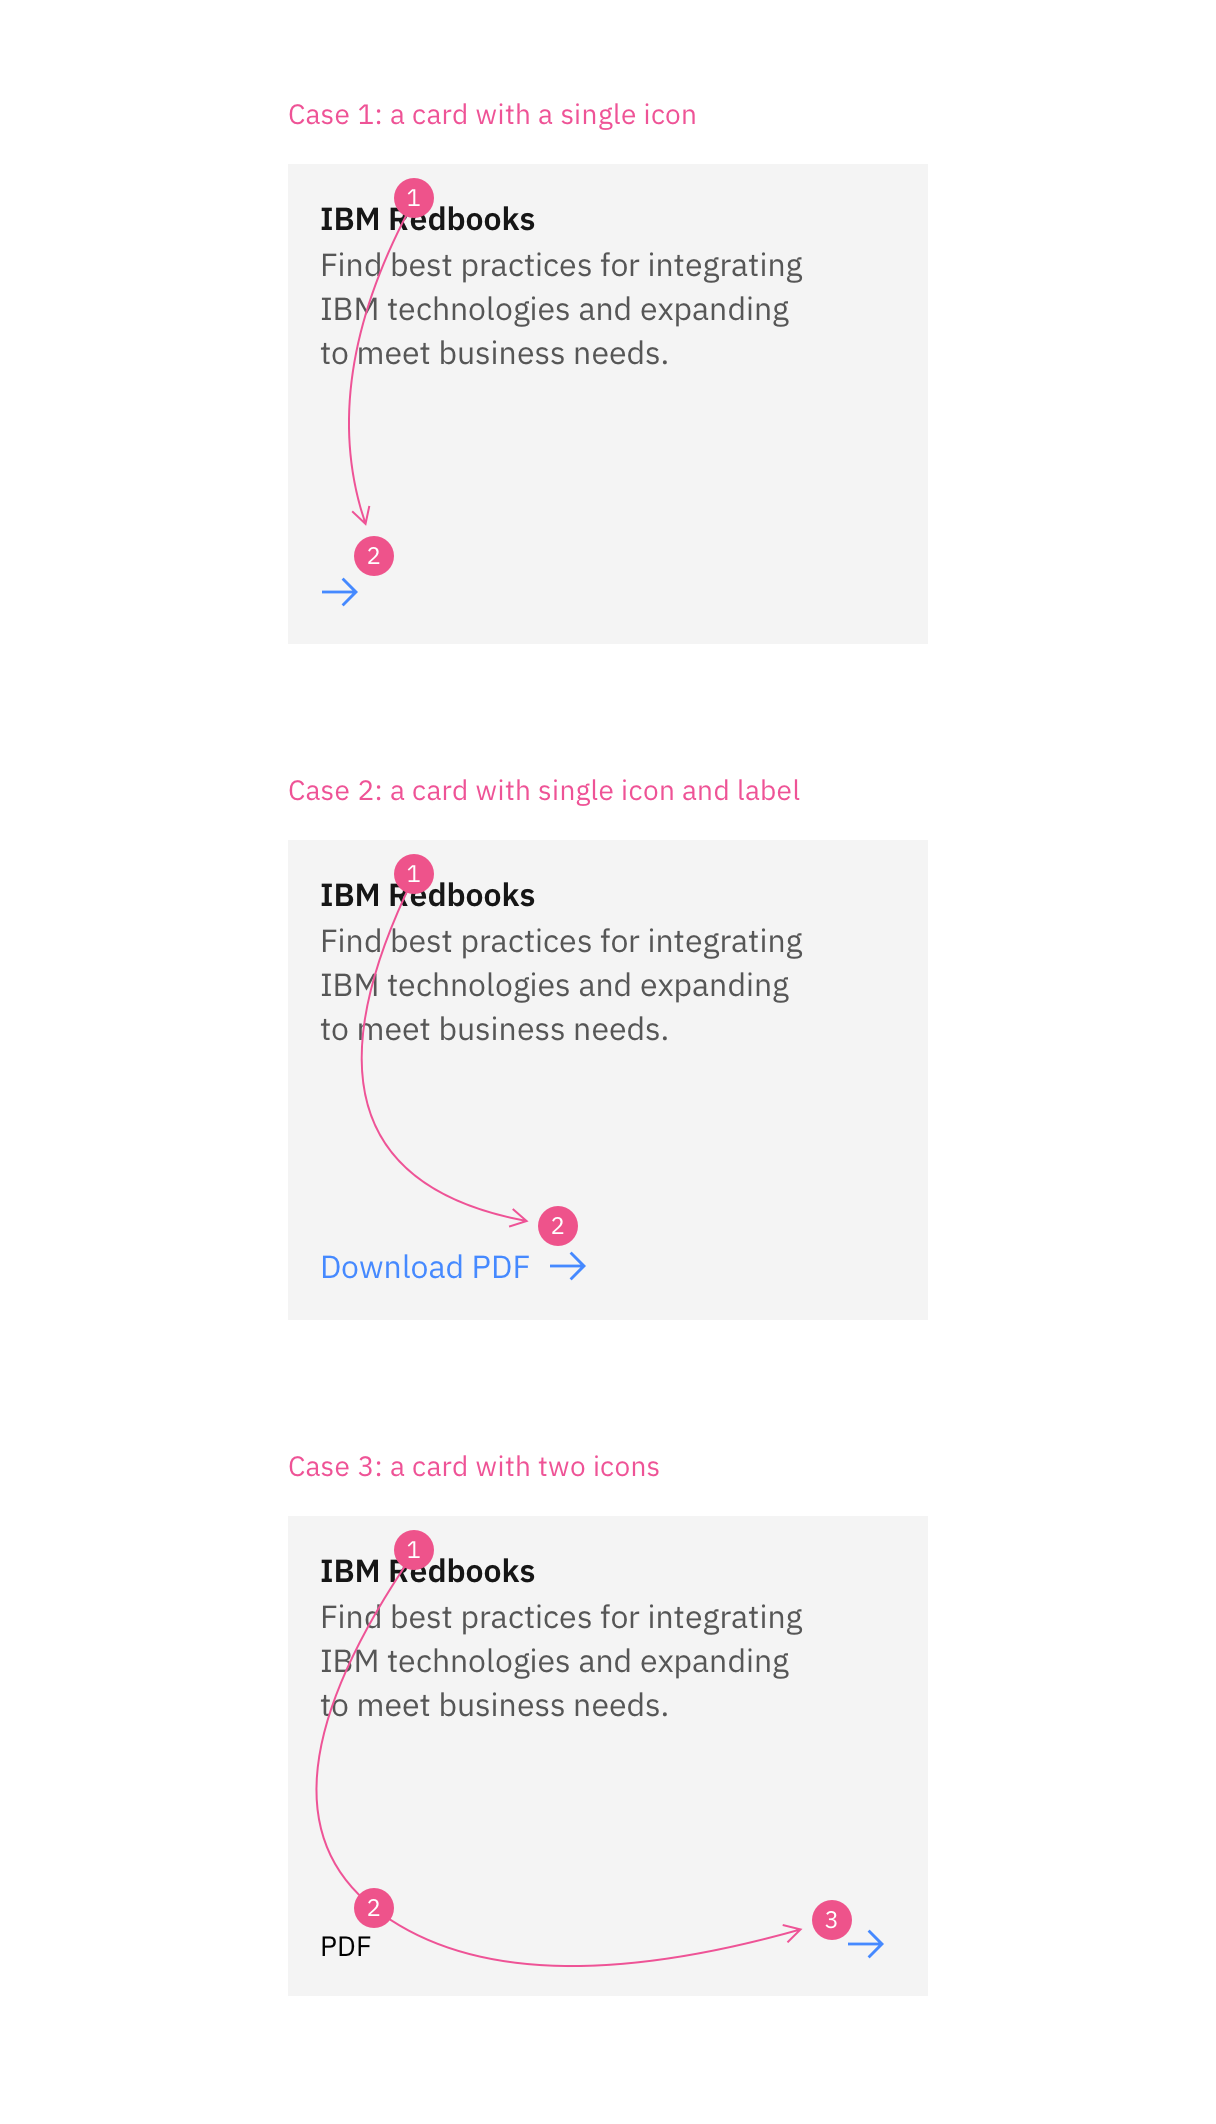 Case 1: a card with a single icon
1
IBM Redbooks
Find best practices for integrating
IBM technologies and expanding
to meet business needs.
2
Case 2: a card with single icon and label
1
IBM Redbooks
Find best practices for integrating
IBM technologies and expanding
to meet business needs.
2
Download PDF
Case 3: a card with two icons
1
IBM Redbooks
Find best practices for integrating
IBM technologies and expanding
to meet business needs.
2
3
PDF